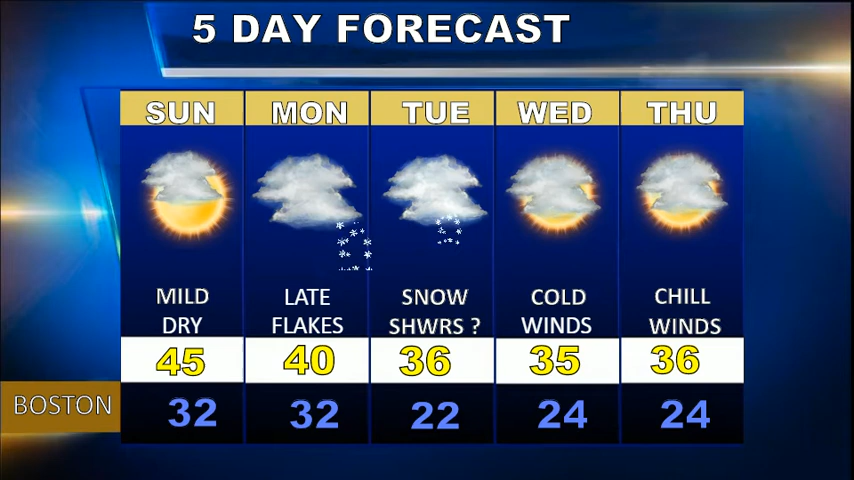 5 DAY FORECAST
SUN MON TUE WED THU
MILD LATE SNOW COLD CHILL
DRY FLAKES SHWRS ? WINDS WINDS
45 40 36 35 36
BOSTON 32 32 22 24 24